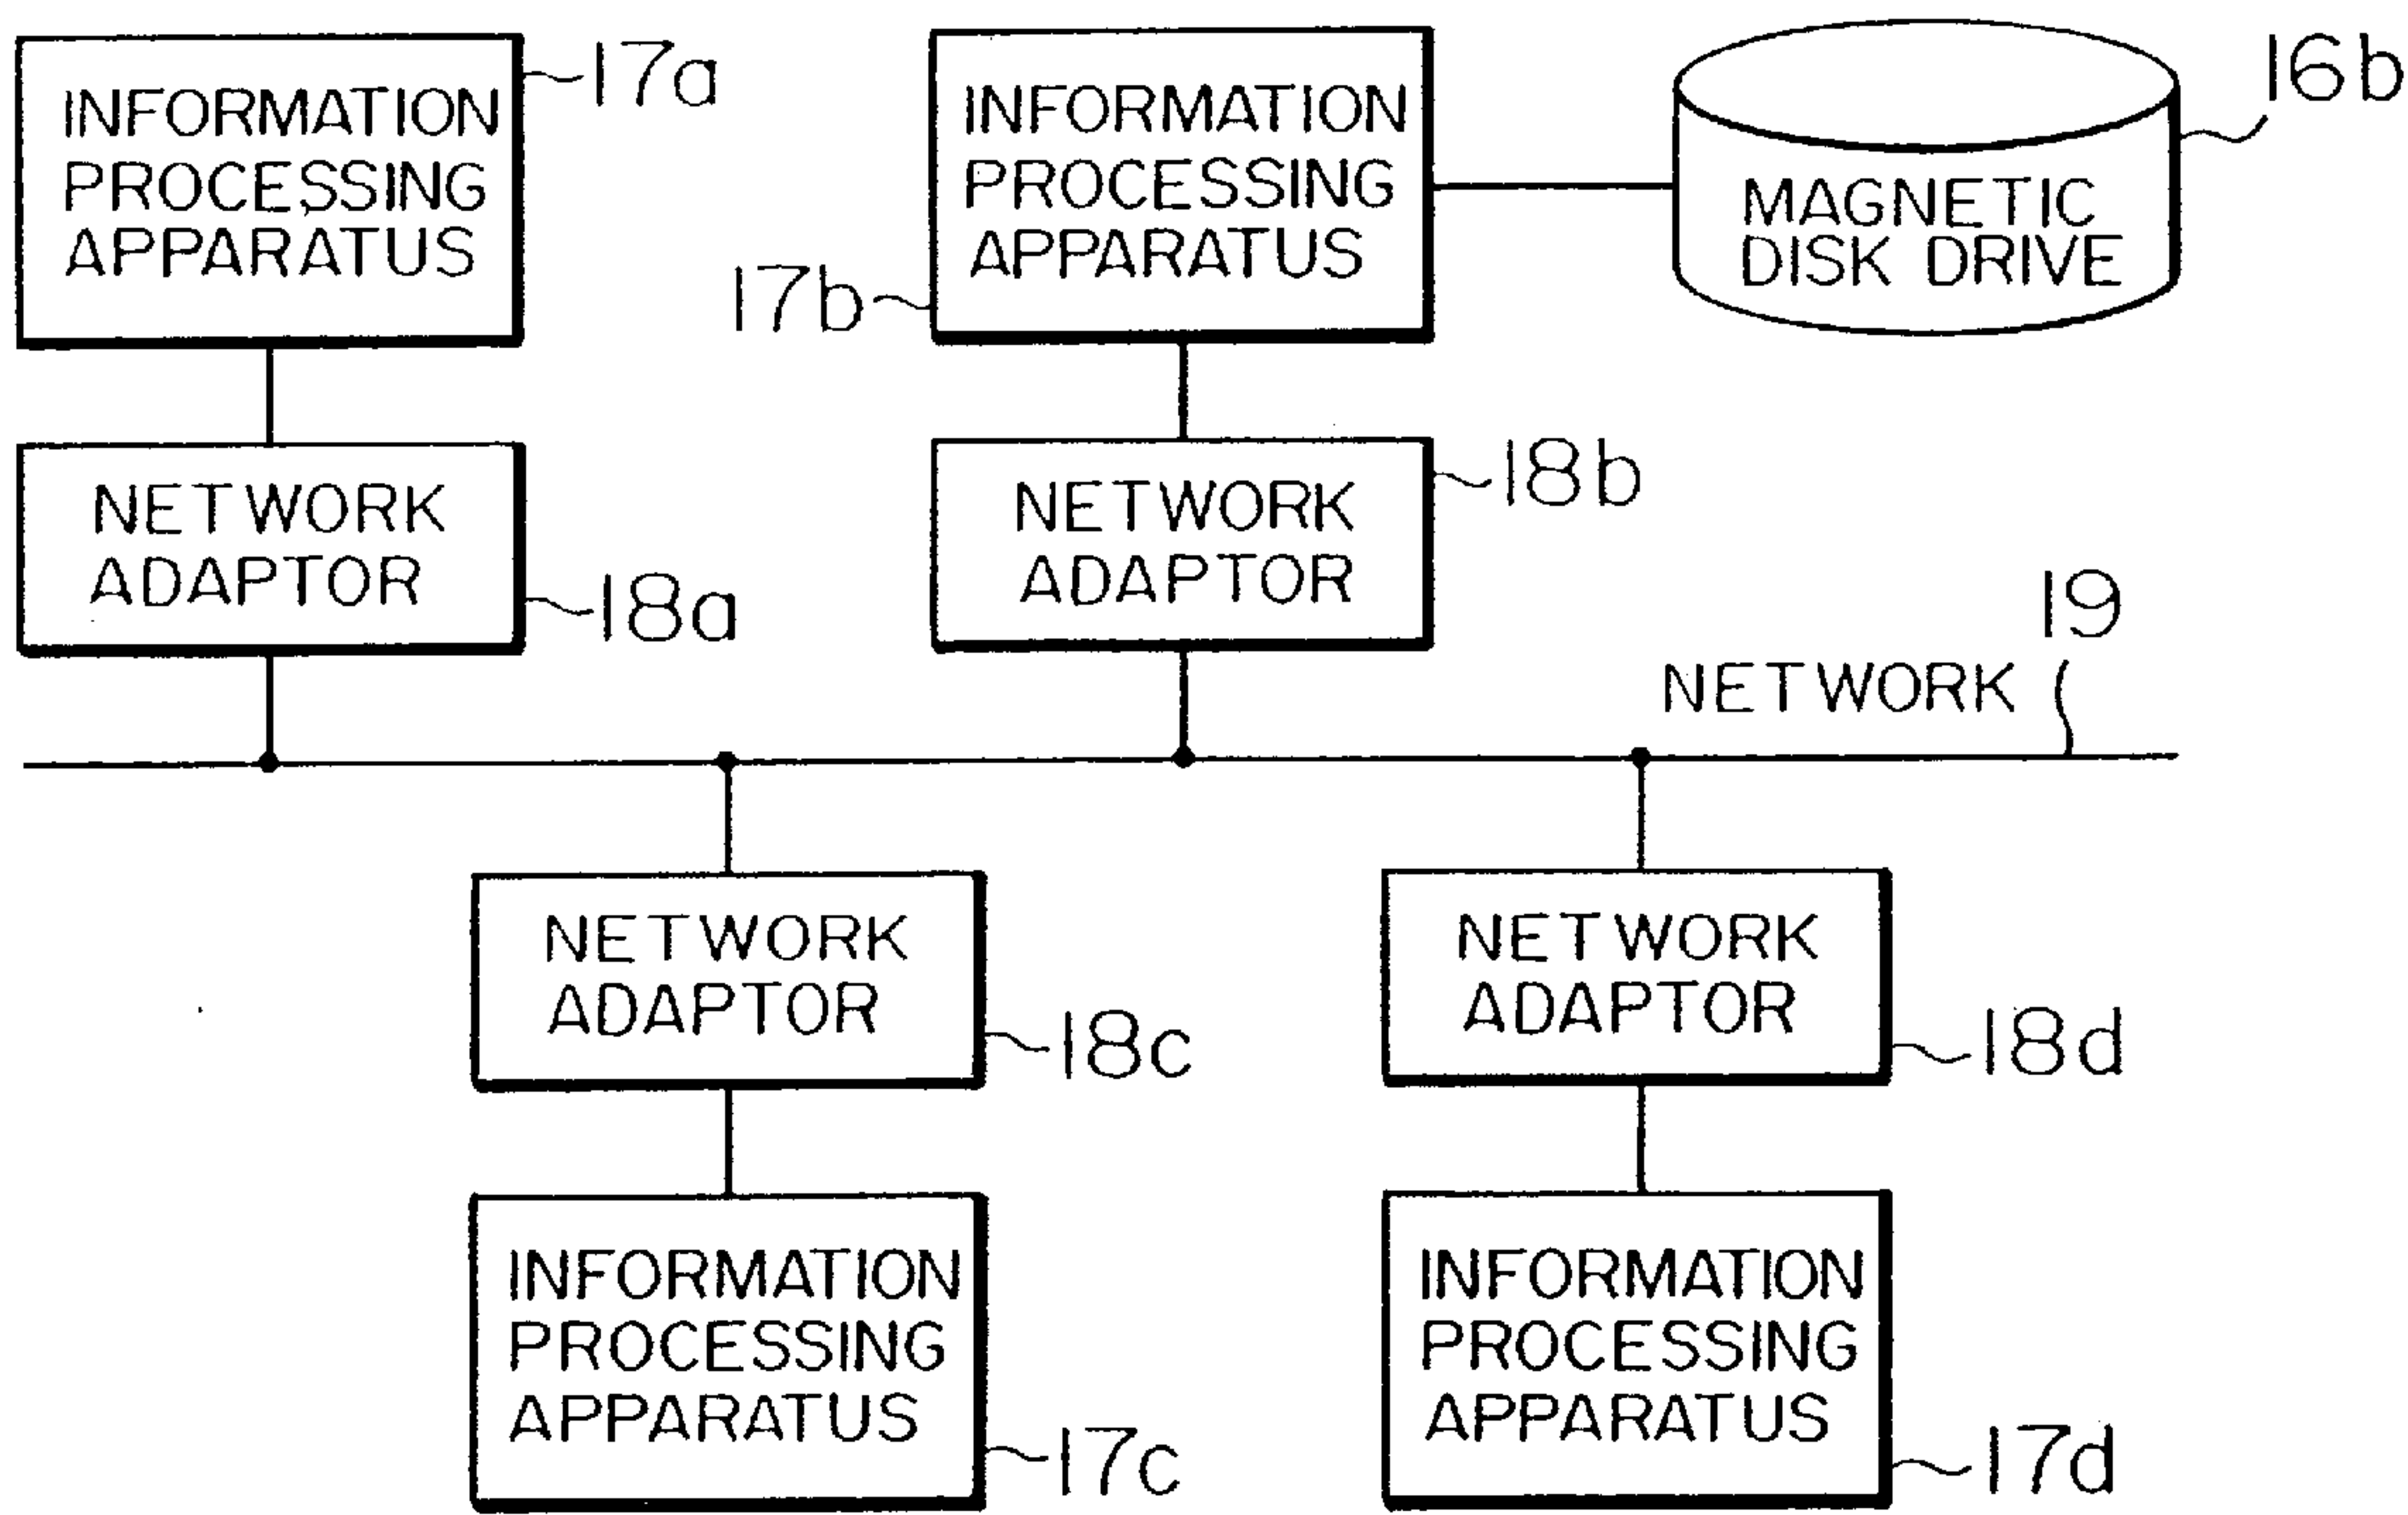 17a
INFORMATION
PROCESSING
APPARATUS
17b
INFORMATION
PROCESSING
APPARATUS
16b
MAGNETIC
DISK DRIVE
NETWORK
ADAPTOR
18a
NETWORK
ADAPTOR
18b
19
NETWORK
NETWORK
ADAPTOR
18c
NETWORK
ADAPTOR
18d
INFORMATION
PROCESSING
APPARATUS
17c
INFORMATION
PROCESSING
APPARATUS
17d